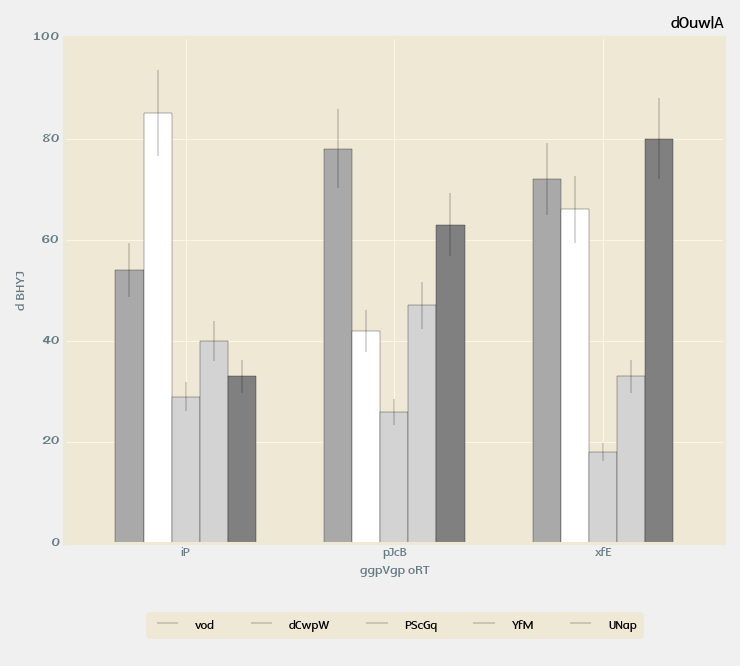 dOuwlA
100
80
60
40
20
0
d BHYJ
iP pJcB xfE
ggpVgp oRT
vod dCwpW PScGq YfM UNap